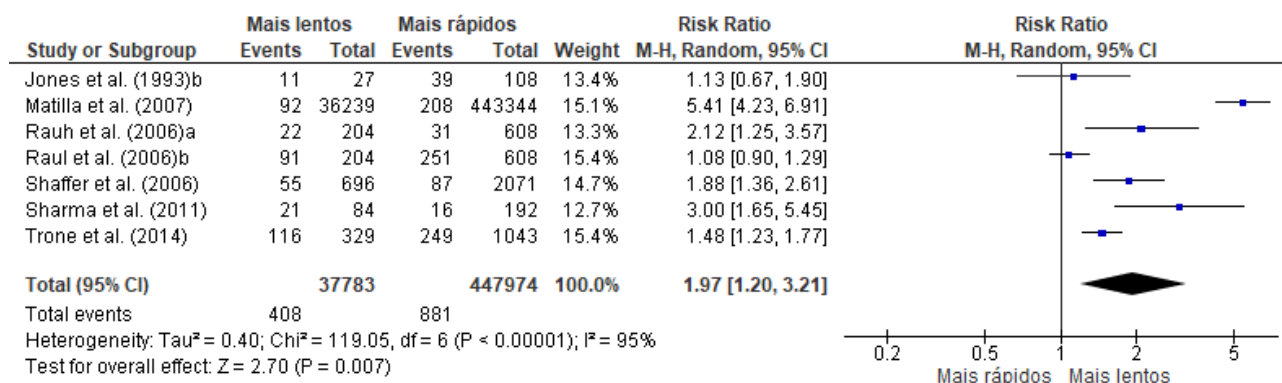 Mais lentos Mais rápidos Risk Ratio Risk Ratio
Study or Subgroup Events Total Events Total Weight M-H, Random, 95% CI M-H, Random, 95% CI
Jones et al. (1993)b 11 27 39 108 13.4% 1.13 [0.67, 1.90]
Matilla et al. (2007) 92 36239 208 443344 15.1% 5.41 [4.23, 6.91]
Rauh et al. (2006)a 22 204 31 608 13.3% 2.12 [1.25, 3.57]
Raul et al. (2006)b 91 204 251 608 15.4% 1.08 [0.90, 1.29]
Shaffer et al. (2006) 55 696 87 2071 14.7% 1.88 [1.36, 2.61]
Sharma et al. (2011) 21 84 16 192 12.7% 3.00 [1.65, 5.45]
Trone et al. (2014) 116 329 249 1043 15.4% 1.48 [1.23, 1.77]
Total (95% CI) 37783 447974 100.0% 1.97 [1.20, 3.21]
Total events 408 881
Heterogeneity: Tau² = 0.40; Chi² = 119.05, df = 6 (P < 0.00001); I² = 95%
Test for overall effect: Z = 2.70 (P = 0.007)
0.2 0.5 1 2 5
Mais rápidos Mais lentos